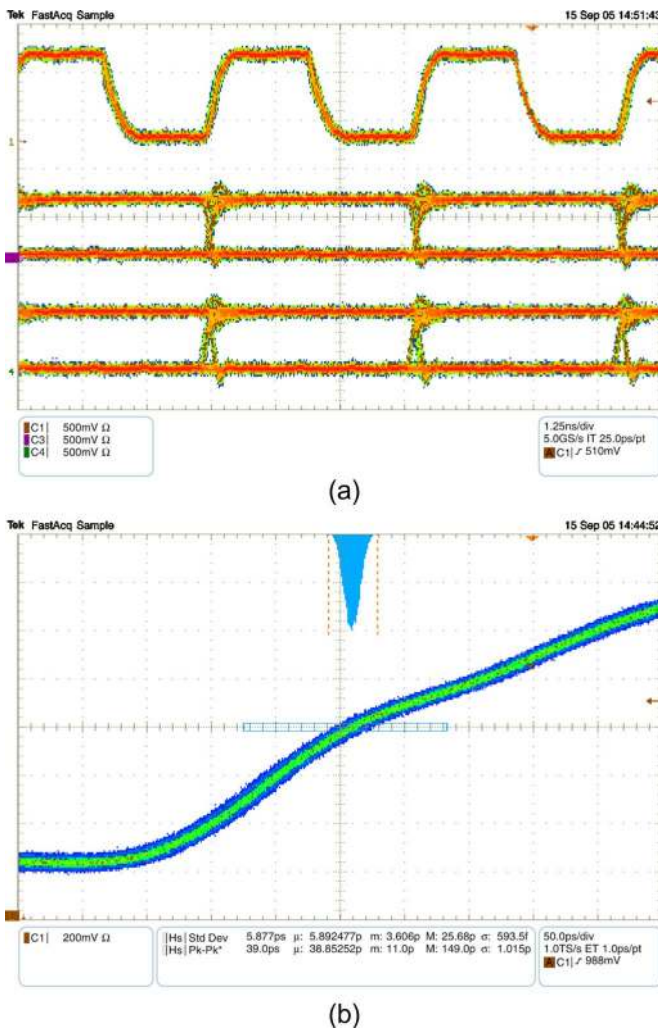 Tek FastAcq Sample 15 Sep 05 14:51:43
1
4
C1 500mV Ω
C3 500mV Ω
C4 500mV Ω
1.25ns/div
5.0GS/s IT 25.0ps/pt
A C1 ∕ 510mV
(a)
Tek FastAcq Sample 15 Sep 05 14:44:52
C1 200mV Ω
Hs Std Dev 5.877ps µ: 5.892477p m: 3.606p M: 25.68p σ: 593.5f
Hs Pk-Pk* 39.0ps µ: 38.85252p m: 11.0p M: 149.0p σ: 1.015p
50.0ps/div
1.0TS/s ET 1.0ps/pt
A C1 ∕ 988mV
(b)